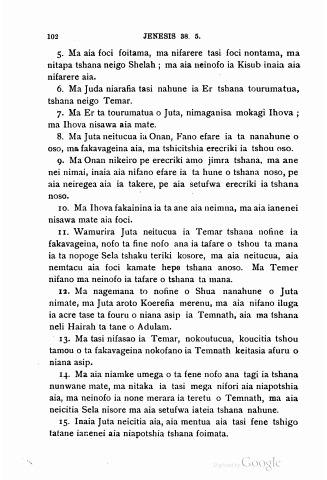 102 JENESIS 38. 5.
5. Ma aia foci foitama, ma nifarere tasi foci nontama, ma
nitapa tshana neigo Shelah ; ma aia neinofo ia Kisub inaia aia
nifarere aia.
6. Ma Juda niarafia tasi nahune ia Er tshana tourumatua,
tshana neigo Temar.
7. Ma Er ta tourumatua o Juta, nimaganisa mokagi Ihova ;
ma Ihova nisawa aia mate.
8. Ma Juta neitucua ia Onan, Fano efare ia ta nanahune o
oso, ma fakavageina aia, ma tshicitshia erecriki ia tshou oso.
9. Ma Onan nikeiro pe erecriki amo jimra tshana, ma ane
nei nimai, inaia aia nifano efare ia ta hune o tshana noso, pe
aia neiregea aia ia takere, pe aia setufwa erecriki ia tshana
noso.
10. Ma Ihova fakainina ia ta ane aia neimna, ma aia ianenei
nisawa mate aia foci.
11. Wamurira Juta neitucua ia Temar tshana nofine ia
fakavageina, nofo ta fine nofo ana ia tafare o tshou ta mana
ia ta nopoge Sela tshaku teriki kosore, ma aia neitucua, aia
nemtacu aia foci kamate hepe tshana anoso. Ma Temer
nifano ma neinofo ia tafare o tshana ta mana.
12. Ma nagemana to nofine o Shua nanahune o Juta
nimate, ma Juta aroto Koerefia merenu, ma aia nifano iluga
ia acre tase ta fouru o niana asip ia Temnath, aia ma tshana
neli Hairah ta tane o Adulam.
13. Ma tasi nifasao ia Temar, nokoutucua, koucitia tshou
tamou o ta fakavageina nokofano ia Temnath keitasia afuru o
niana asip.
14. Ma aia niamke umega o ta fene nofo ana tagi ia tshana
nunwane mate, ma nitaka ia tasi mega nifori aia niapotshia
aia, ma neinofo ia none merara ia teretu o Temnath, ma aia
neicitia Sela nisore ma aia setufwa iateia tshana nahune.
15. Inaia Juta neicitia aia, aia mentua aia tasi fene tshigo
tatane ianenei aia niapotshia tshana foimata.
Digitized by Google